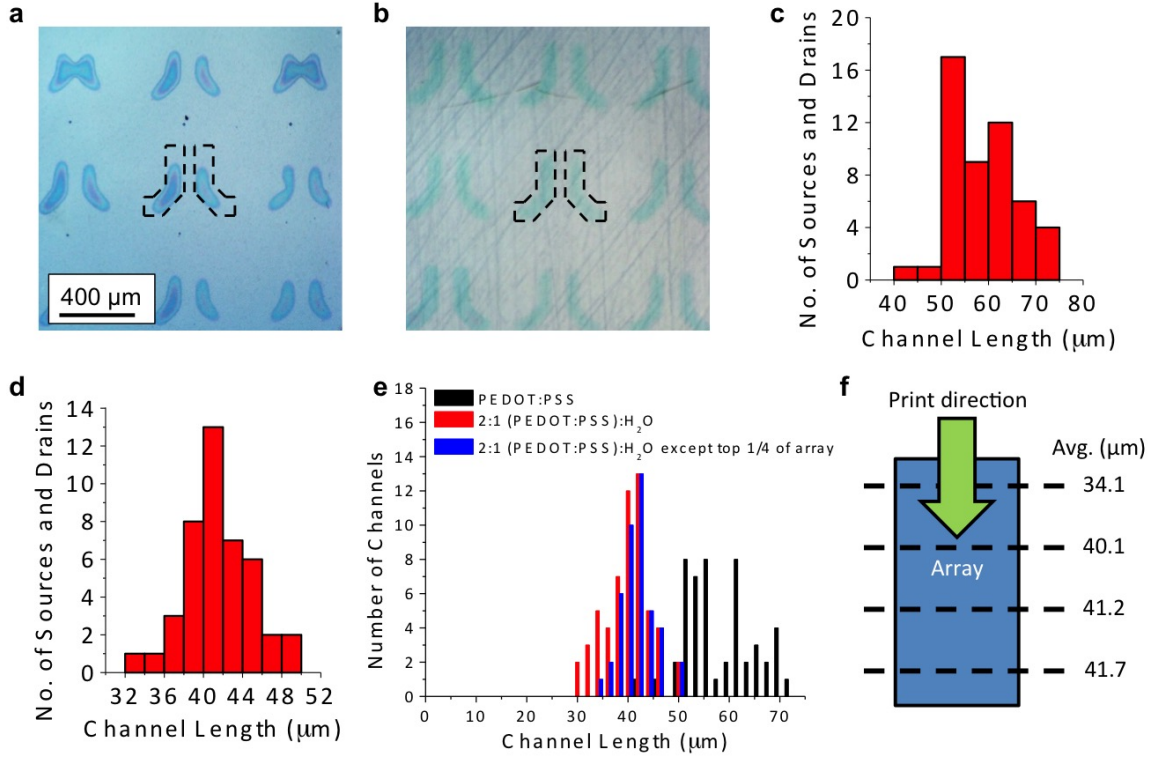 a
400 μm
b
c
No. of Sources and Drains
20
16
12
8
4
0
40 50 60 70 80
Channel Length (μm)
d
No. of Sources and Drains
14
12
10
8
6
4
2
0
32 36 40 44 48 52
Channel Length (μm)
e
Number of Channels
18
16
14
12
10
8
6
4
2
0
PEDOT:PSS
2:1 (PEDOT:PSS):H₂O
2:1 (PEDOT:PSS):H₂O except top 1/4 of array
0 10 20 30 40 50 60 70
Channel Length (μm)
f
Print direction
Avg. (μm)
34.1
40.1
Array
41.2
41.7